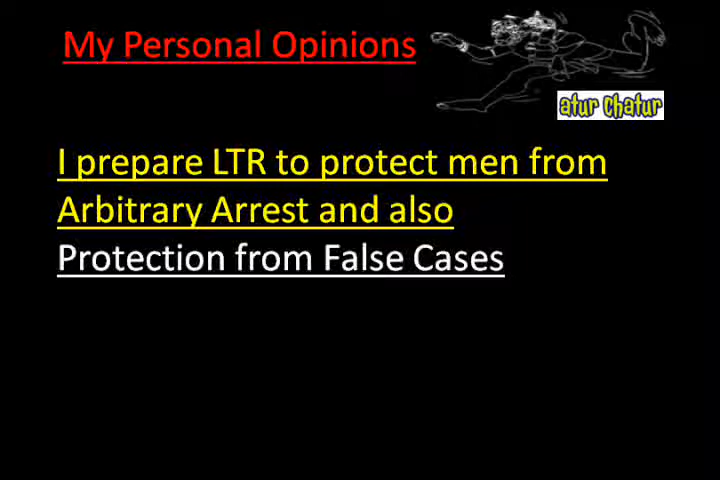 My Personal Opinions
atur chatur
I prepare LTR to protect men from
Arbitrary Arrest and also
Protection from False Cases